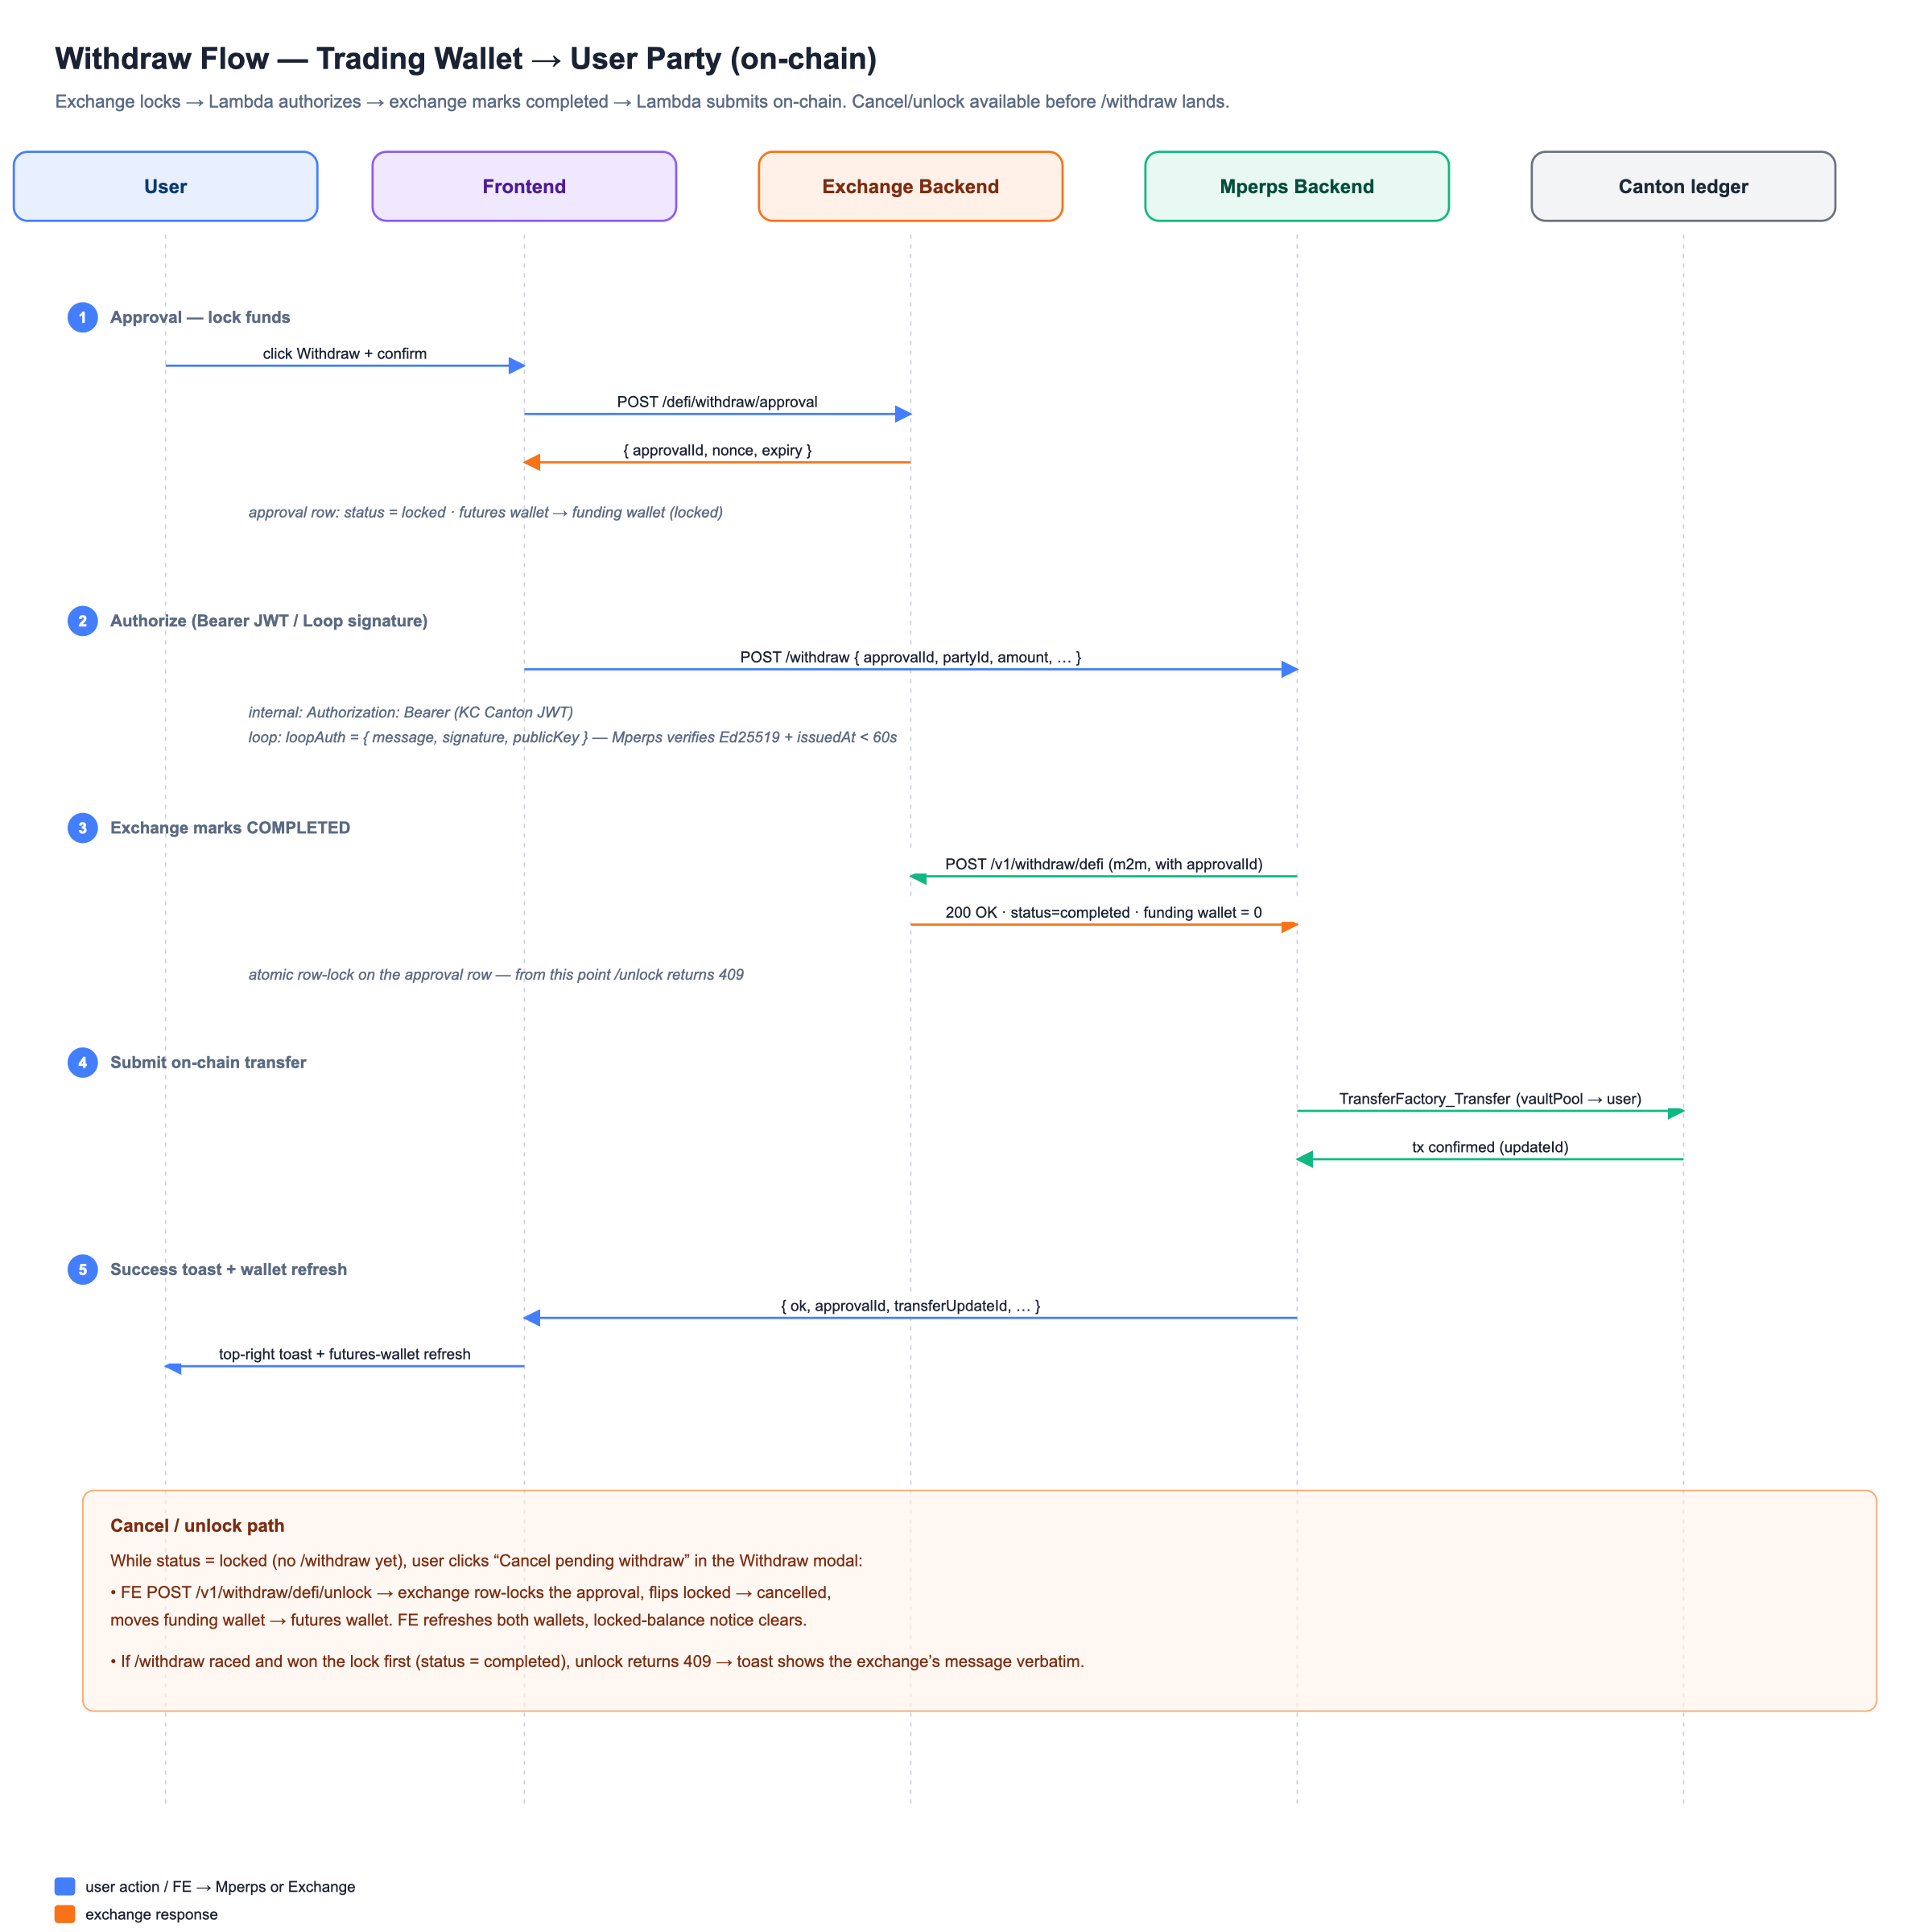 Withdraw Flow — Trading Wallet → User Party (on-chain)
Exchange locks → Lambda authorizes → exchange marks completed → Lambda submits on-chain. Cancel/unlock available before /withdraw lands.
User
Frontend
Exchange Backend
Mperps Backend
Canton ledger
1 Approval — lock funds
click Withdraw + confirm
POST /defi/withdraw/approval
{ approvalId, nonce, expiry }
approval row: status = locked · futures wallet → funding wallet (locked)
2 Authorize (Bearer JWT / Loop signature)
POST /withdraw { approvalId, partyId, amount, … }
internal: Authorization: Bearer (KC Canton JWT)
loop: loopAuth = { message, signature, publicKey } — Mperps verifies Ed25519 + issuedAt < 60s
3 Exchange marks COMPLETED
POST /v1/withdraw/defi (m2m, with approvalId)
200 OK · status=completed · funding wallet = 0
atomic row-lock on the approval row — from this point /unlock returns 409
4 Submit on-chain transfer
TransferFactory_Transfer (vaultPool → user)
tx confirmed (updateId)
5 Success toast + wallet refresh
{ ok, approvalId, transferUpdateId, … }
top-right toast + futures-wallet refresh
Cancel / unlock path
While status = locked (no /withdraw yet), user clicks “Cancel pending withdraw” in the Withdraw modal:
• FE POST /v1/withdraw/defi/unlock → exchange row-locks the approval, flips locked → cancelled,
moves funding wallet → futures wallet. FE refreshes both wallets, locked-balance notice clears.
• If /withdraw raced and won the lock first (status = completed), unlock returns 409 → toast shows the exchange’s message verbatim.
user action / FE → Mperps or Exchange
exchange response